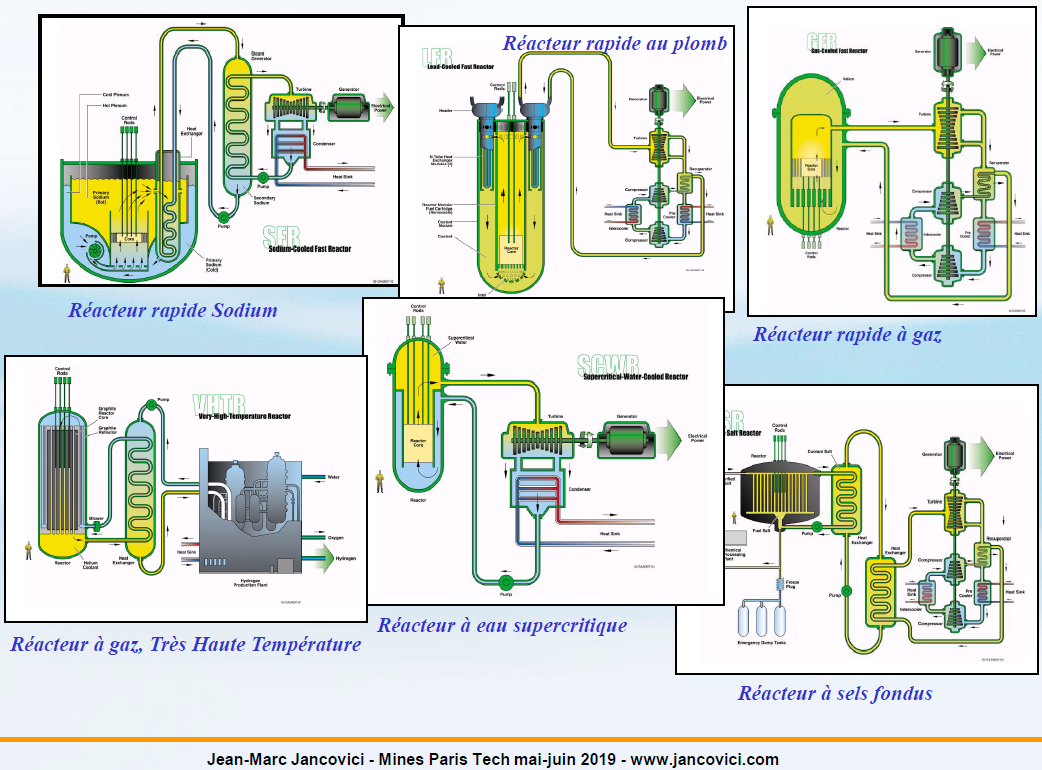 SFR
Sodium-Cooled Fast Reactor
Steam
Generator
Cold Plenum
Hot Plenum
Control
Rods
Heat
Exchanger
Turbine
Generator
Electrical
Power
Condenser
Heat Sink
Pump
Secondary
Sodium
Pump
Primary
Sodium
(Hot)
Core
Pump
Primary
Sodium
(Cold)
Réacteur rapide Sodium
Réacteur rapide au plomb
LFR
Lead-Cooled Fast Reactor
Control
Rods
Header
Generator
Electrical
Power
Turbine
U-Tube Heat
Exchanger
Modules (4)
Recuperator
Compressor
Reactor Module/
Fuel Cartridge
(Removable)
Coolant
Module
Coolant
Heat Sink
Pre
Cooler
Heat Sink
Intercooler
Compressor
Reactor
Core
Inlet
GFR
Gas-Cooled Fast Reactor
Generator
Electrical
Power
Helium
Turbine
Reactor
Core
Recuperator
Compressor
Heat Sink
Intercooler
Pre
Cooler
Heat Sink
Reactor
Control
Rods
Compressor
Réacteur rapide à gaz
VHTR
Very-High-Temperature Reactor
Control
Rods
Graphite
Reactor
Core
Graphite
Reflector
Pump
Blower
Water
Oxygen
Hydrogen
Heat Sink
Reactor
Helium
Coolant
Heat
Exchanger
Hydrogen
Production Plant
Réacteur à gaz, Très Haute Température
SCWR
Supercritical-Water-Cooled Reactor
Control
Rods
Supercritical
Water
Turbine
Generator
Electrical
Power
Reactor
Core
Reactor
Condenser
Heat Sink
Pump
Réacteur à eau supercritique
SR
-Salt Reactor
Control
Rods
Reactor
Coolant Salt
Generator
Electrical
Power
rified
alt
Fuel Salt
Pump
Heat
Exchanger
Turbine
Heat
Exchanger
Recuperator
hemical
rocessing
lant
Freeze
Plug
Pump
Compressor
Heat
Sink
Pre
Cooler
Heat Sink
Intercooler
Compressor
Emergency Dump Tanks
Réacteur à sels fondus
Jean-Marc Jancovici - Mines Paris Tech mai-juin 2019 - www.jancovici.com